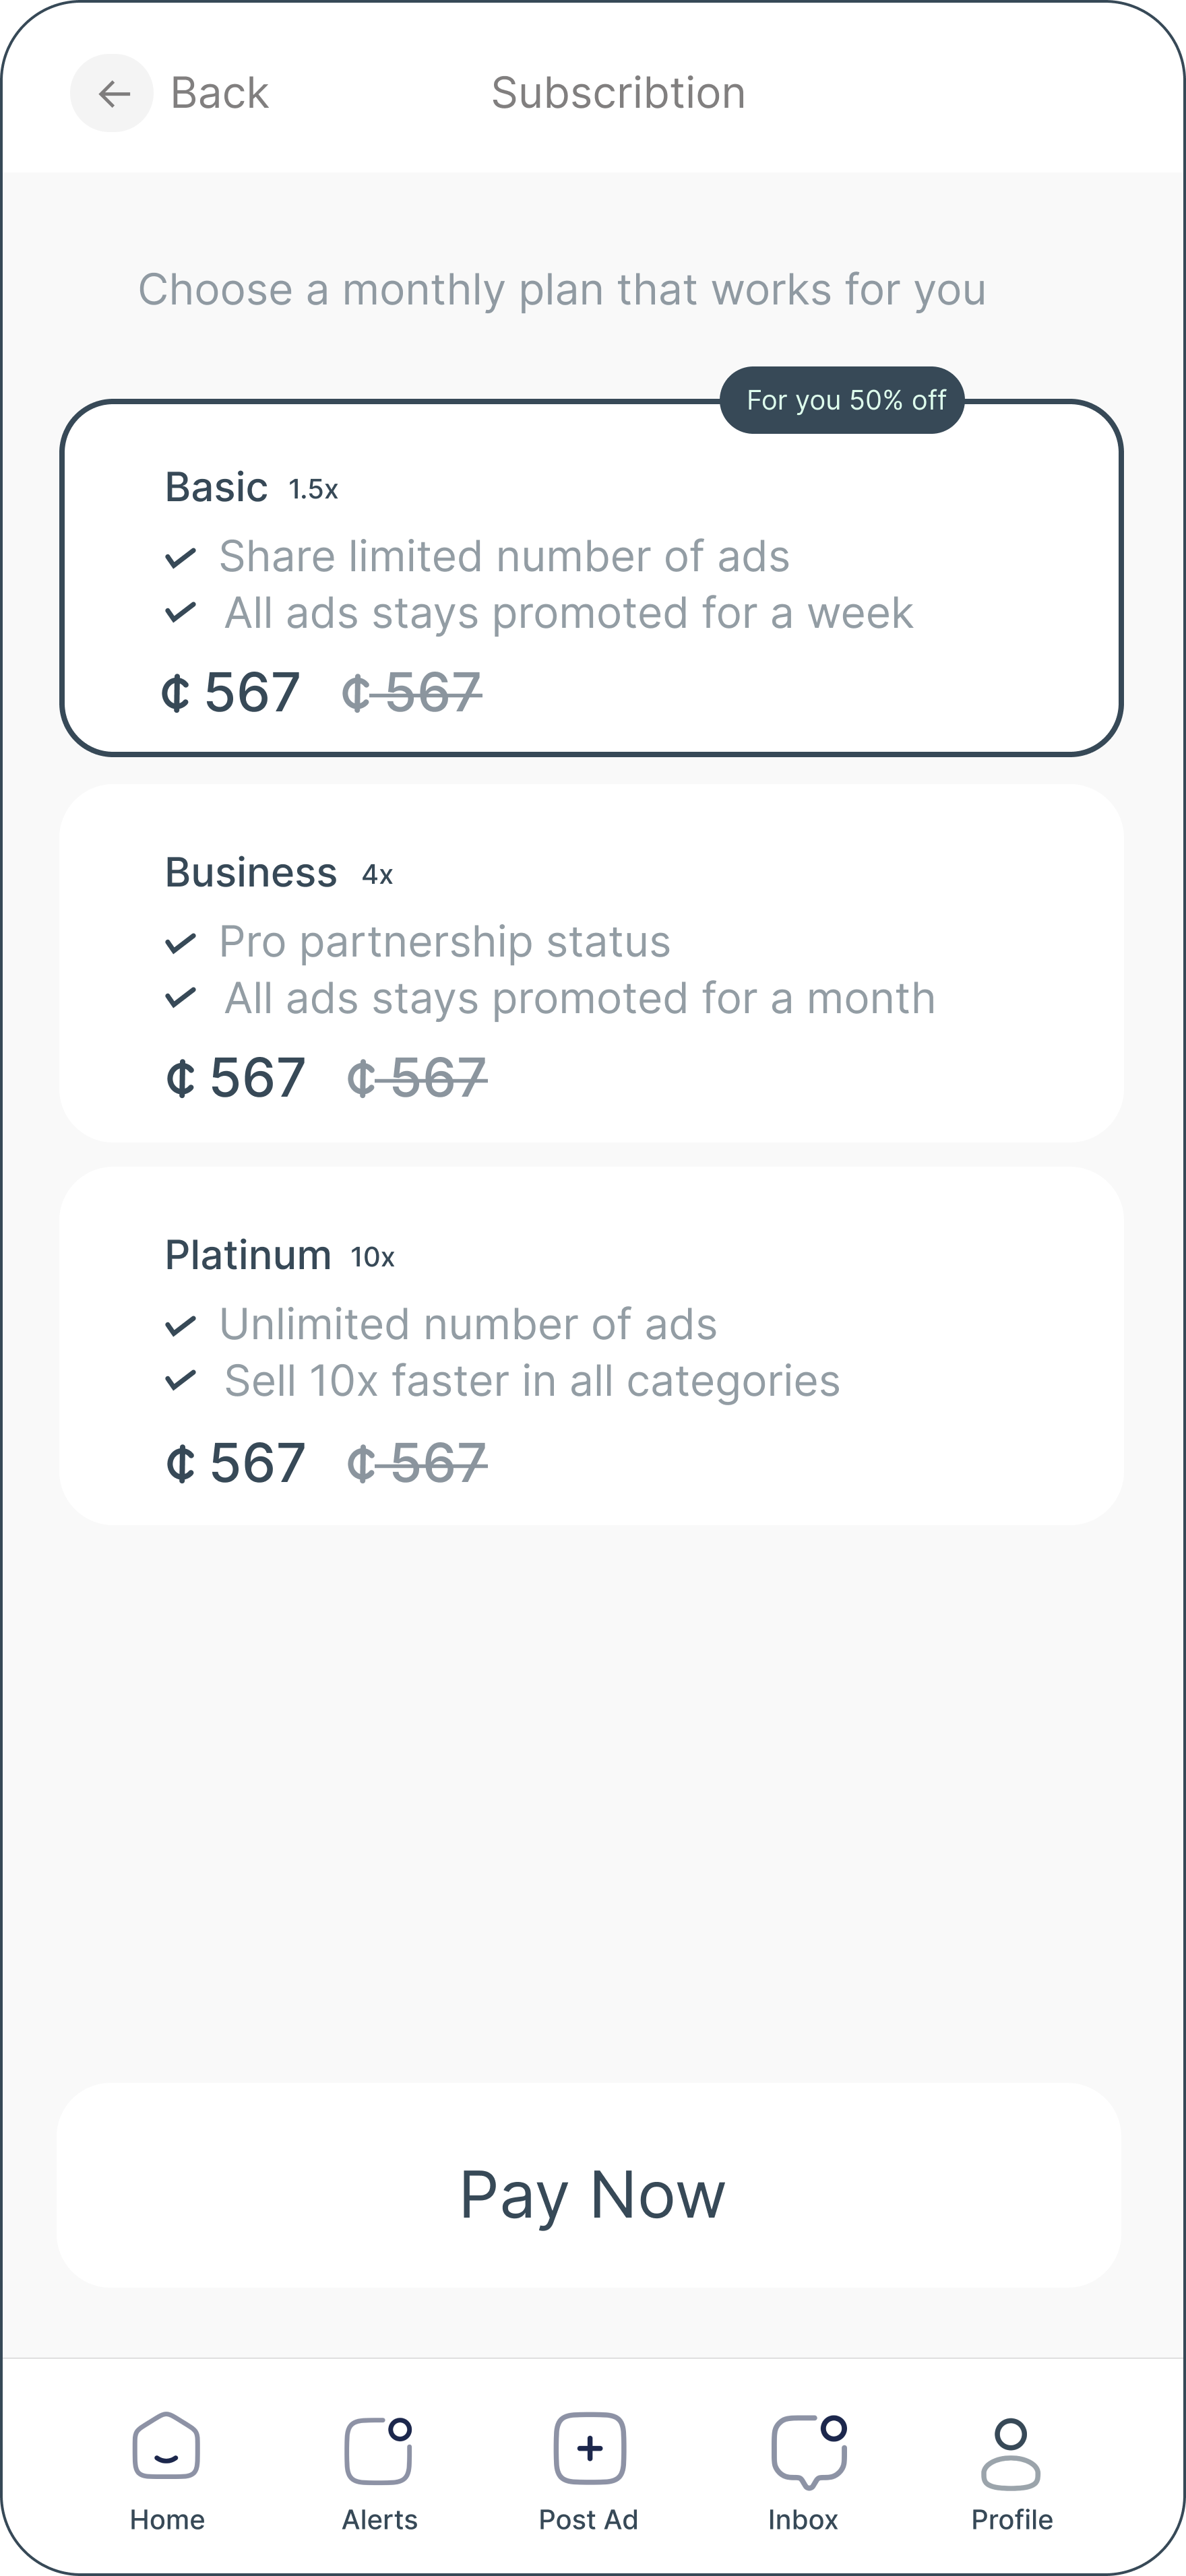 Back Subscribtion
Choose a monthly plan that works for you
For you 50% off
Basic 1.5x
Share limited number of ads
All ads stays promoted for a week
₵ 567 ₵ 567
Business 4x
Pro partnership status
All ads stays promoted for a month
₵ 567 ₵ 567
Platinum 10x
Unlimited number of ads
Sell 10x faster in all categories
₵ 567 ₵ 567
Pay Now
Home Alerts Post Ad Inbox Profile